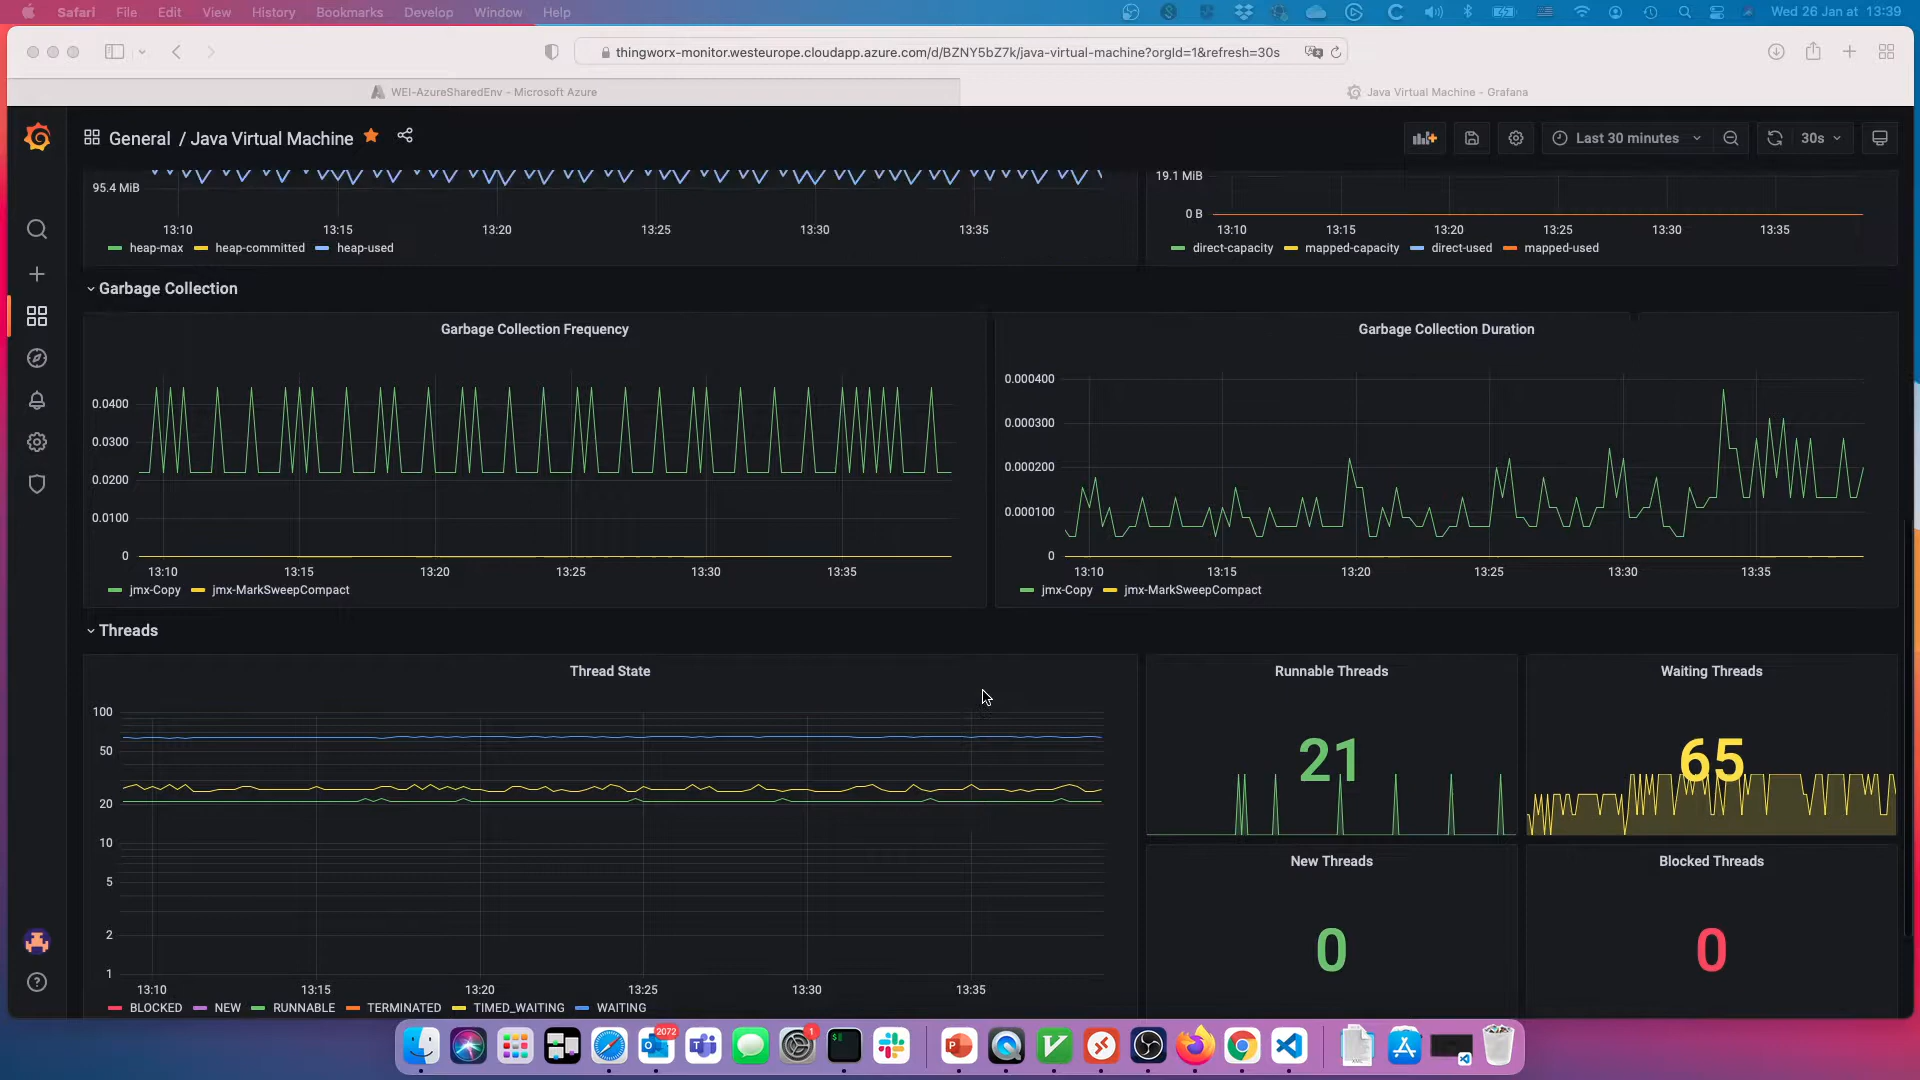 Safari File Edit View History Bookmarks Develop Window Help Wed 26 Jan at 13:39
thingworx-monitor.westeurope.cloudapp.azure.com/d/BZNY5bZ7k/java-virtual-machine?orgId=1&refresh=30s
WEI-AzureSharedEnv - Microsoft Azure
Java Virtual Machine - Grafana
General / Java Virtual Machine
Last 30 minutes
30s
95.4 MiB
13:10 13:15 13:20 13:25 13:30 13:35
heap-max heap-committed heap-used
19.1 MiB
0 B
13:10 13:15 13:20 13:25 13:30 13:35
direct-capacity mapped-capacity direct-used mapped-used
Garbage Collection
Garbage Collection Frequency
0.0400
0.0300
0.0200
0.0100
0
13:10 13:15 13:20 13:25 13:30 13:35
jmx-Copy jmx-MarkSweepCompact
Garbage Collection Duration
0.000400
0.000300
0.000200
0.000100
0
13:10 13:15 13:20 13:25 13:30 13:35
jmx-Copy jmx-MarkSweepCompact
Threads
Thread State
100
50
20
10
5
2
1
13:10 13:15 13:20 13:25 13:30 13:35
BLOCKED NEW RUNNABLE TERMINATED TIMED_WAITING WAITING
Runnable Threads
21
Waiting Threads
65
New Threads
0
Blocked Threads
0
2072
1